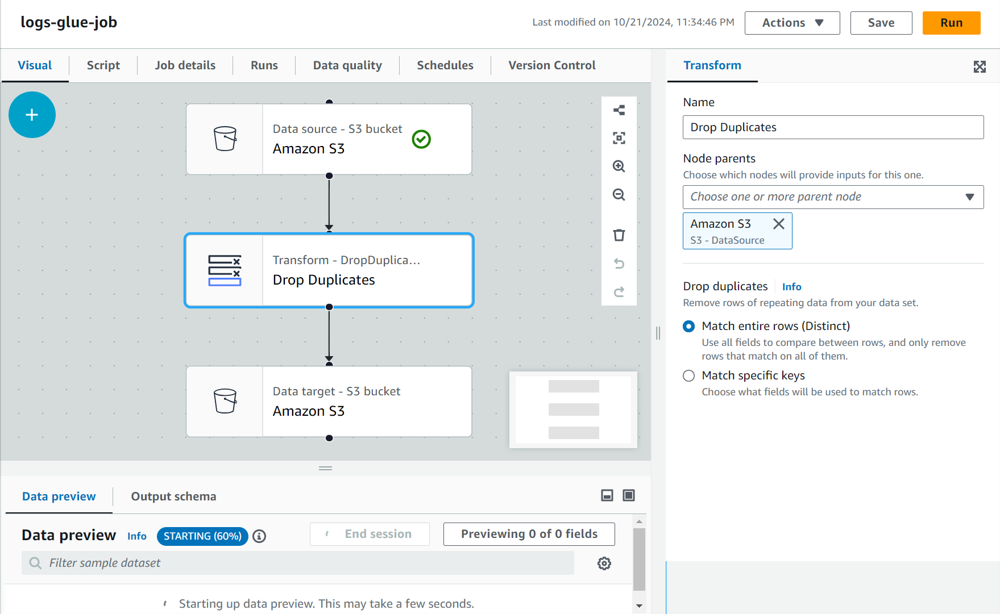 logs-glue-job
Last modified on 10/21/2024, 11:34:46 PM
Actions
Save
Run
Visual
Script
Job details
Runs
Data quality
Schedules
Version Control
Data source - S3 bucket
Amazon S3
Transform - DropDuplica...
Drop Duplicates
Data target - S3 bucket
Amazon S3
Transform
Name
Drop Duplicates
Node parents
Choose which nodes will provide inputs for this one.
Choose one or more parent node
Amazon S3
S3 - DataSource
Drop duplicates
Info
Remove rows of repeating data from your data set.
Match entire rows (Distinct)
Use all fields to compare between rows, and only remove
rows that match on all of them.
Match specific keys
Choose what fields will be used to match rows.
Data preview
Output schema
Data preview
Info
STARTING (60%)
End session
Previewing 0 of 0 fields
Filter sample dataset
Starting up data preview. This may take a few seconds.